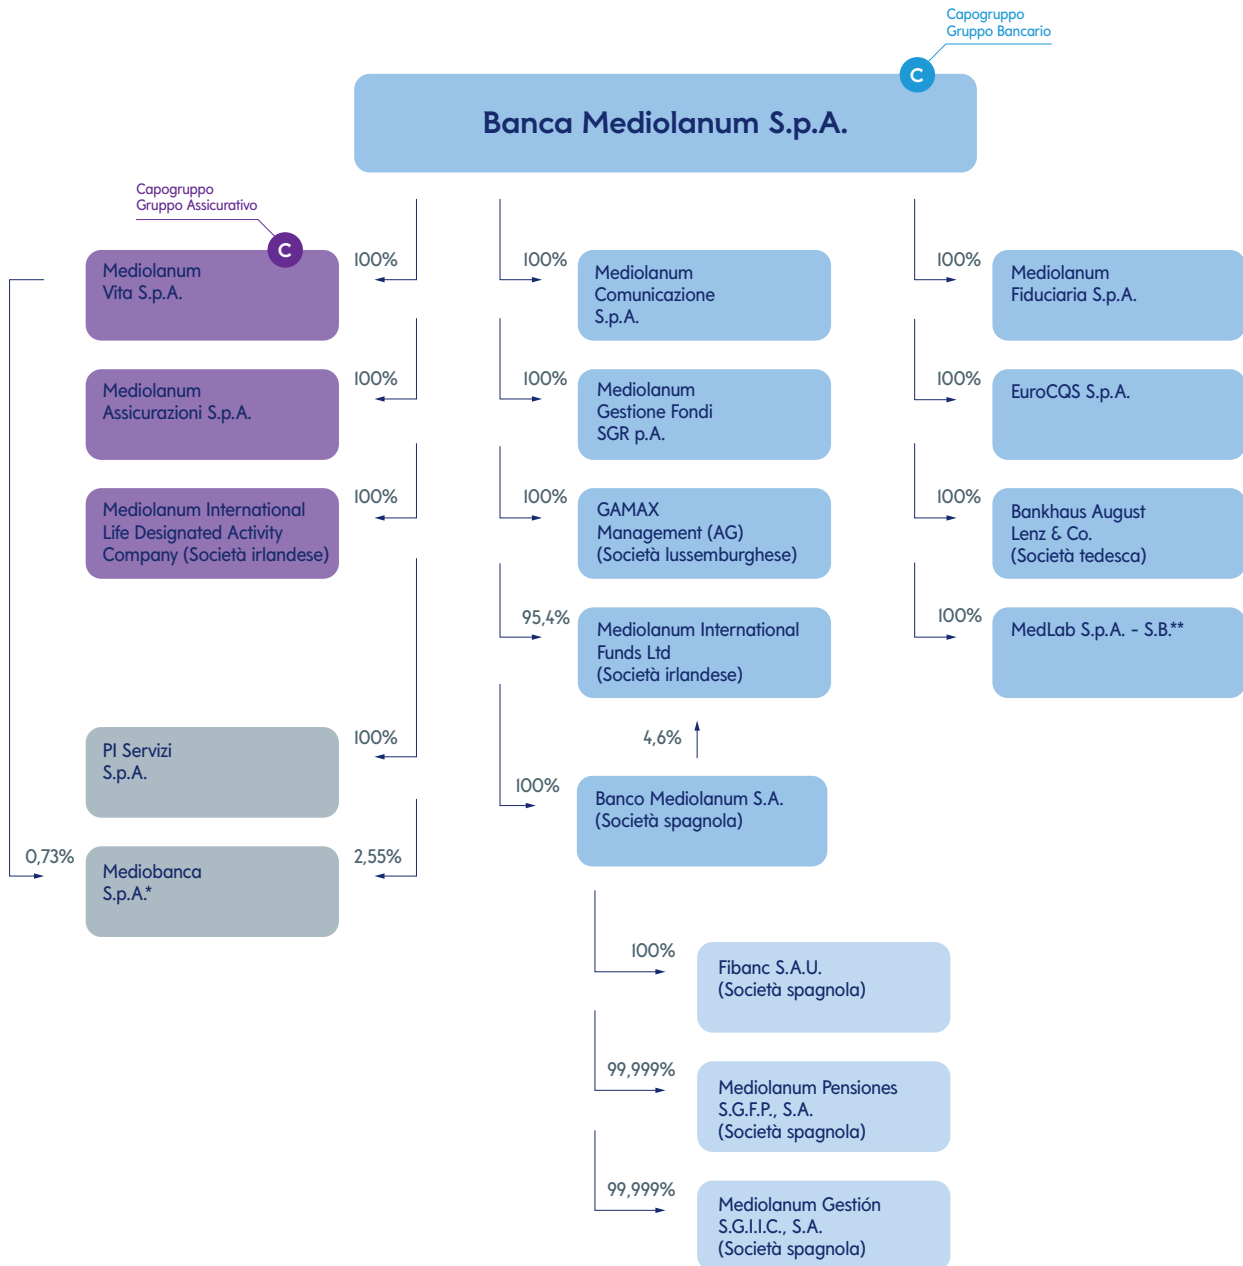 Capogruppo
Gruppo Bancario
C
Banca Mediolanum S.p.A.
Capogruppo
Gruppo Assicurativo
C
100%
Mediolanum
Vita S.p.A.
100%
Mediolanum
Assicurazioni S.p.A.
100%
Mediolanum International
Life Designated Activity
Company (Società irlandese)
100%
PI Servizi
S.p.A.
0,73%
2,55%
Mediobanca
S.p.A.*
100%
Mediolanum
Comunicazione
S.p.A.
100%
Mediolanum
Gestione Fondi
SGR p.A.
100%
GAMAX
Management (AG)
(Società lussemburghese)
95,4%
Mediolanum International
Funds Ltd
(Società irlandese)
4,6%
100%
Banco Mediolanum S.A.
(Società spagnola)
100%
Fibanc S.A.U.
(Società spagnola)
99,999%
Mediolanum Pensiones
S.G.F.P., S.A.
(Società spagnola)
99,999%
Mediolanum Gestión
S.G.I.I.C., S.A.
(Società spagnola)
100%
Mediolanum
Fiduciaria S.p.A.
100%
EuroCQS S.p.A.
100%
Bankhaus August
Lenz & Co.
(Società tedesca)
100%
MedLab S.p.A. - S.B.**